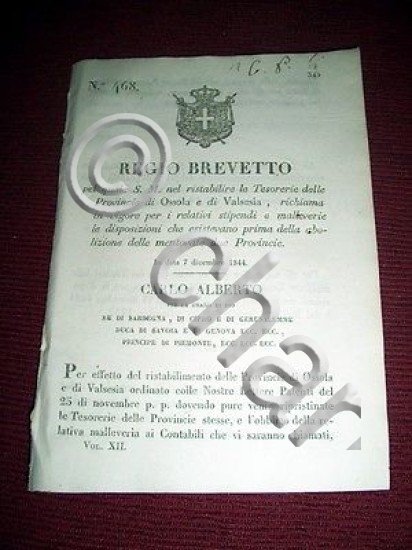 N.° 468.
REGIO BREVETTO
pel quale S. M. nel ristabilire le Tesorerie delle
Provincie di Ossola e di Valsesia, richiama
in vigore per i relativi stipendi e malleverie
le disposizioni che esistevano prima della abo-
lizione delle mentovate due Provincie.
In data 7 dicembre 1844.
CARLO ALBERTO
PER LA GRAZIA DI DIO
RE DI SARDEGNA, DI CIPRO E DI GERUSALEMME
DUCA DI SAVOIA E DI GENOVA ECC. ECC.,
PRINCIPE DI PIEMONTE, ECC. ECC. ECC.
Per effetto del ristabilimento delle Provincie di Ossola
e di Valsesia ordinato colle Nostre Lettere Patenti del
25 di novembre p. p. dovendo pure venir ripristinate
le Tesorerie delle Provincie stesse, e l'obbligo della re-
lativa malleveria ai Contabili che vi saranno chiamati,
VOL. XII.
© char